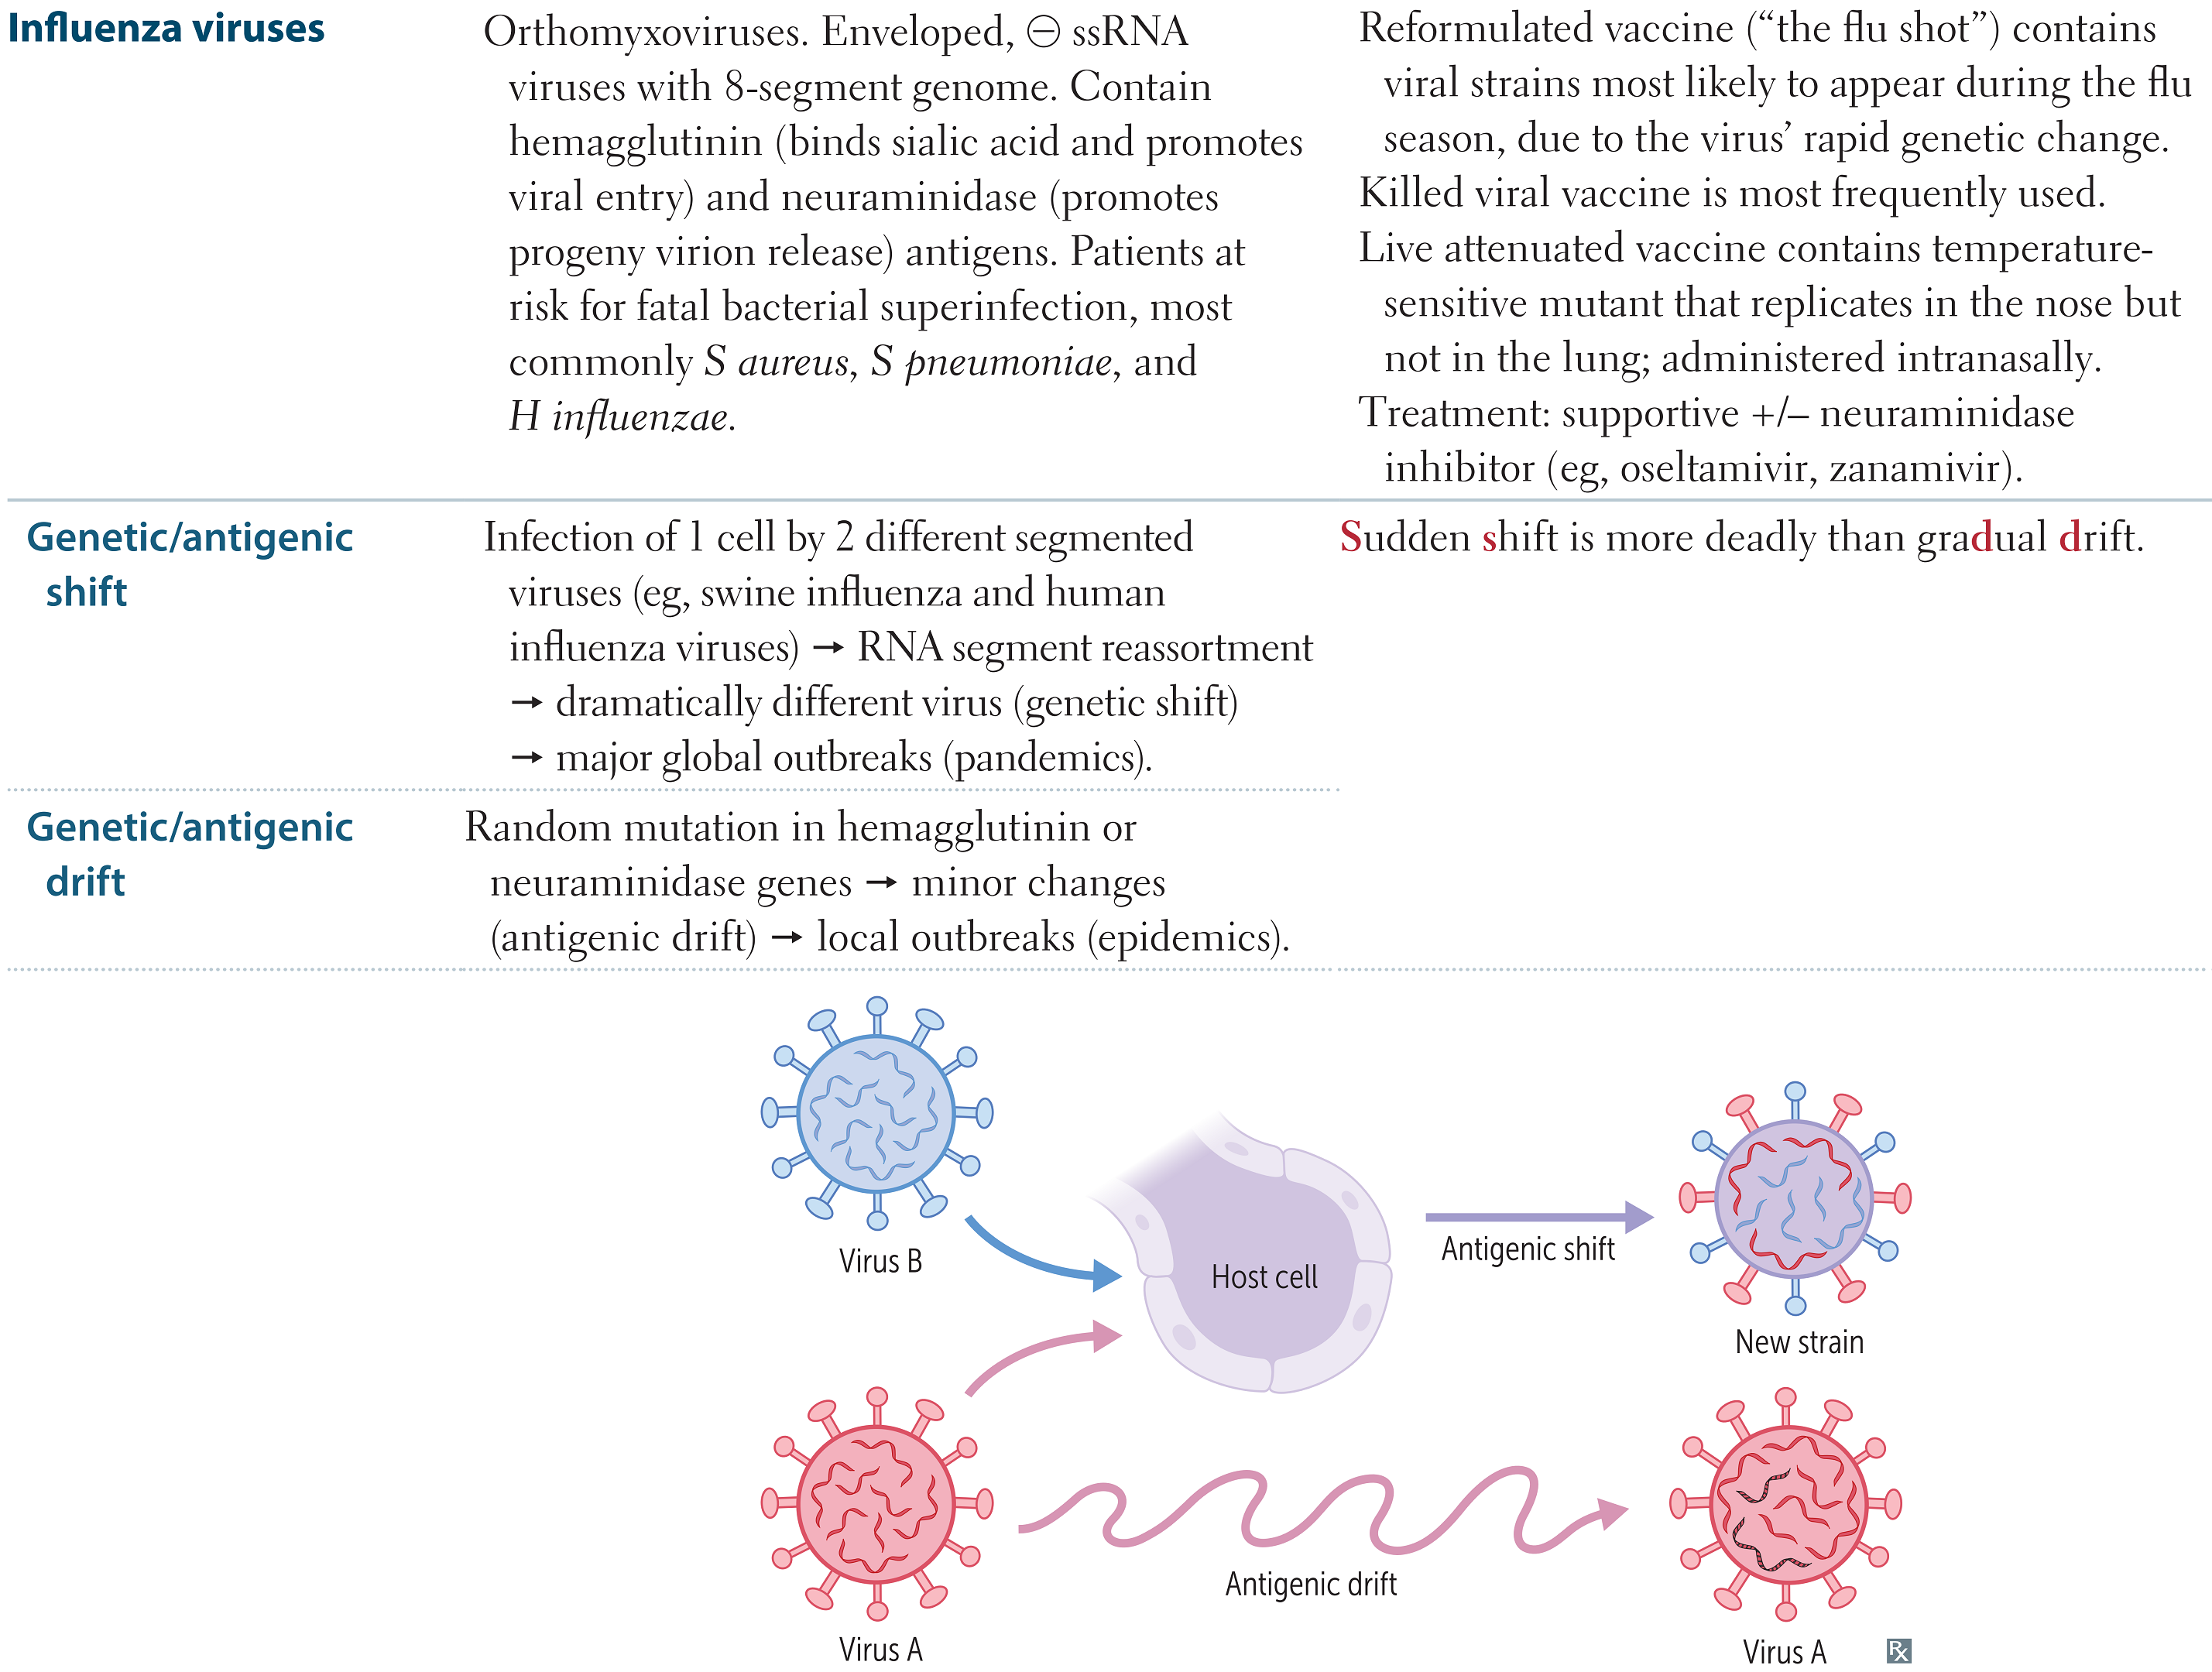 Influenza viruses
Orthomyxoviruses. Enveloped, ⊖ ssRNA
viruses with 8-segment genome. Contain
hemagglutinin (binds sialic acid and promotes
viral entry) and neuraminidase (promotes
progeny virion release) antigens. Patients at
risk for fatal bacterial superinfection, most
commonly S aureus, S pneumoniae, and
H influenzae.
Reformulated vaccine (“the flu shot”) contains
viral strains most likely to appear during the flu
season, due to the virus’ rapid genetic change.
Killed viral vaccine is most frequently used.
Live attenuated vaccine contains temperature-
sensitive mutant that replicates in the nose but
not in the lung; administered intranasally.
Treatment: supportive +/– neuraminidase
inhibitor (eg, oseltamivir, zanamivir).
Genetic/antigenic
shift
Infection of 1 cell by 2 different segmented
viruses (eg, swine influenza and human
influenza viruses) → RNA segment reassortment
→ dramatically different virus (genetic shift)
→ major global outbreaks (pandemics).
Sudden shift is more deadly than gradual drift.
Genetic/antigenic
drift
Random mutation in hemagglutinin or
neuraminidase genes → minor changes
(antigenic drift) → local outbreaks (epidemics).
Virus B
Host cell
Antigenic shift
New strain
Antigenic drift
Virus A
Virus A
Rx